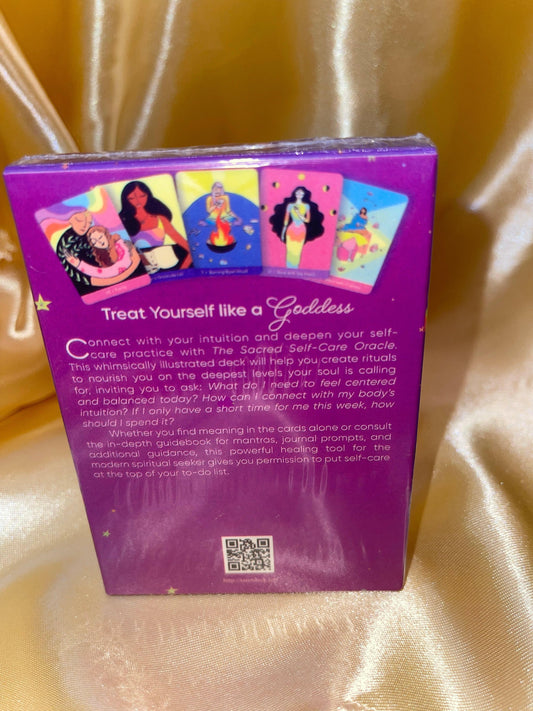 Treat Yourself like a Goddess
Connect with your intuition and deepen your self-
care practice with The Sacred Self-Care Oracle.
This whimsically illustrated deck will help you create rituals
to nourish you on the deepest levels your soul is calling
for, inviting you to ask: What do I need to feel centered
and balanced today? How can I connect with my body's
intuition? If I only have a short time for me this week, how
should I spend it?
Whether you find meaning in the cards alone or consult
the in-depth guidebook for mantras, journal prompts, and
additional guidance, this powerful healing tool for the
modern spiritual seeker gives you permission to put self-care
at the top of your to-do list.